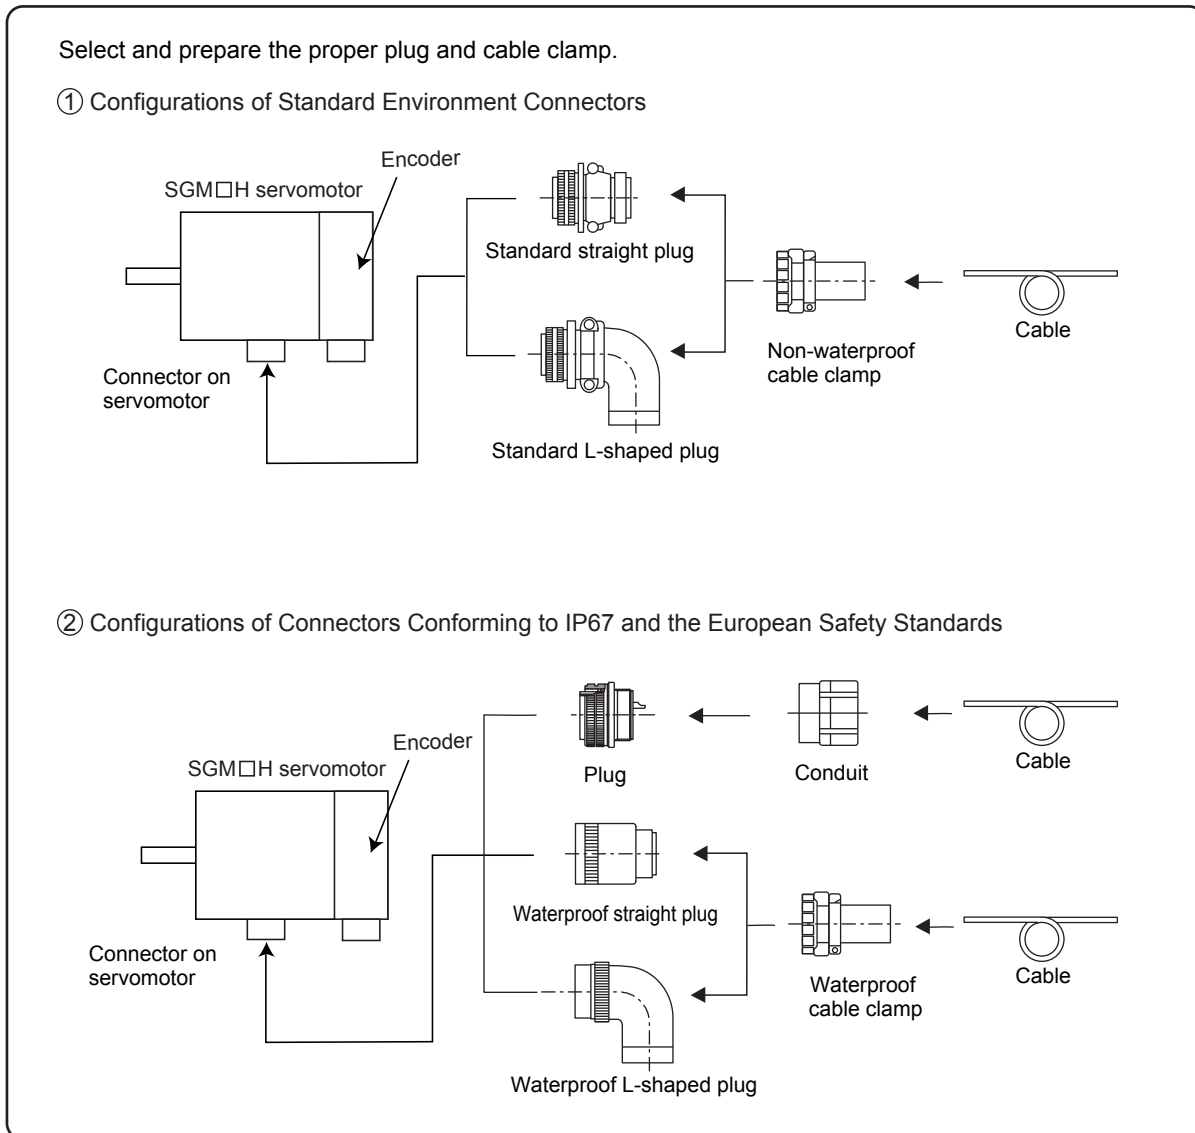 Select and prepare the proper plug and cable clamp.
① Configurations of Standard Environment Connectors
Encoder
SGM□H servomotor
Standard straight plug
Cable
Non-waterproof
cable clamp
Connector on
servomotor
Standard L-shaped plug
② Configurations of Connectors Conforming to IP67 and the European Safety Standards
Encoder
SGM□H servomotor
Plug
Conduit
Cable
Waterproof straight plug
Connector on
servomotor
Waterproof
cable clamp
Cable
Waterproof L-shaped plug